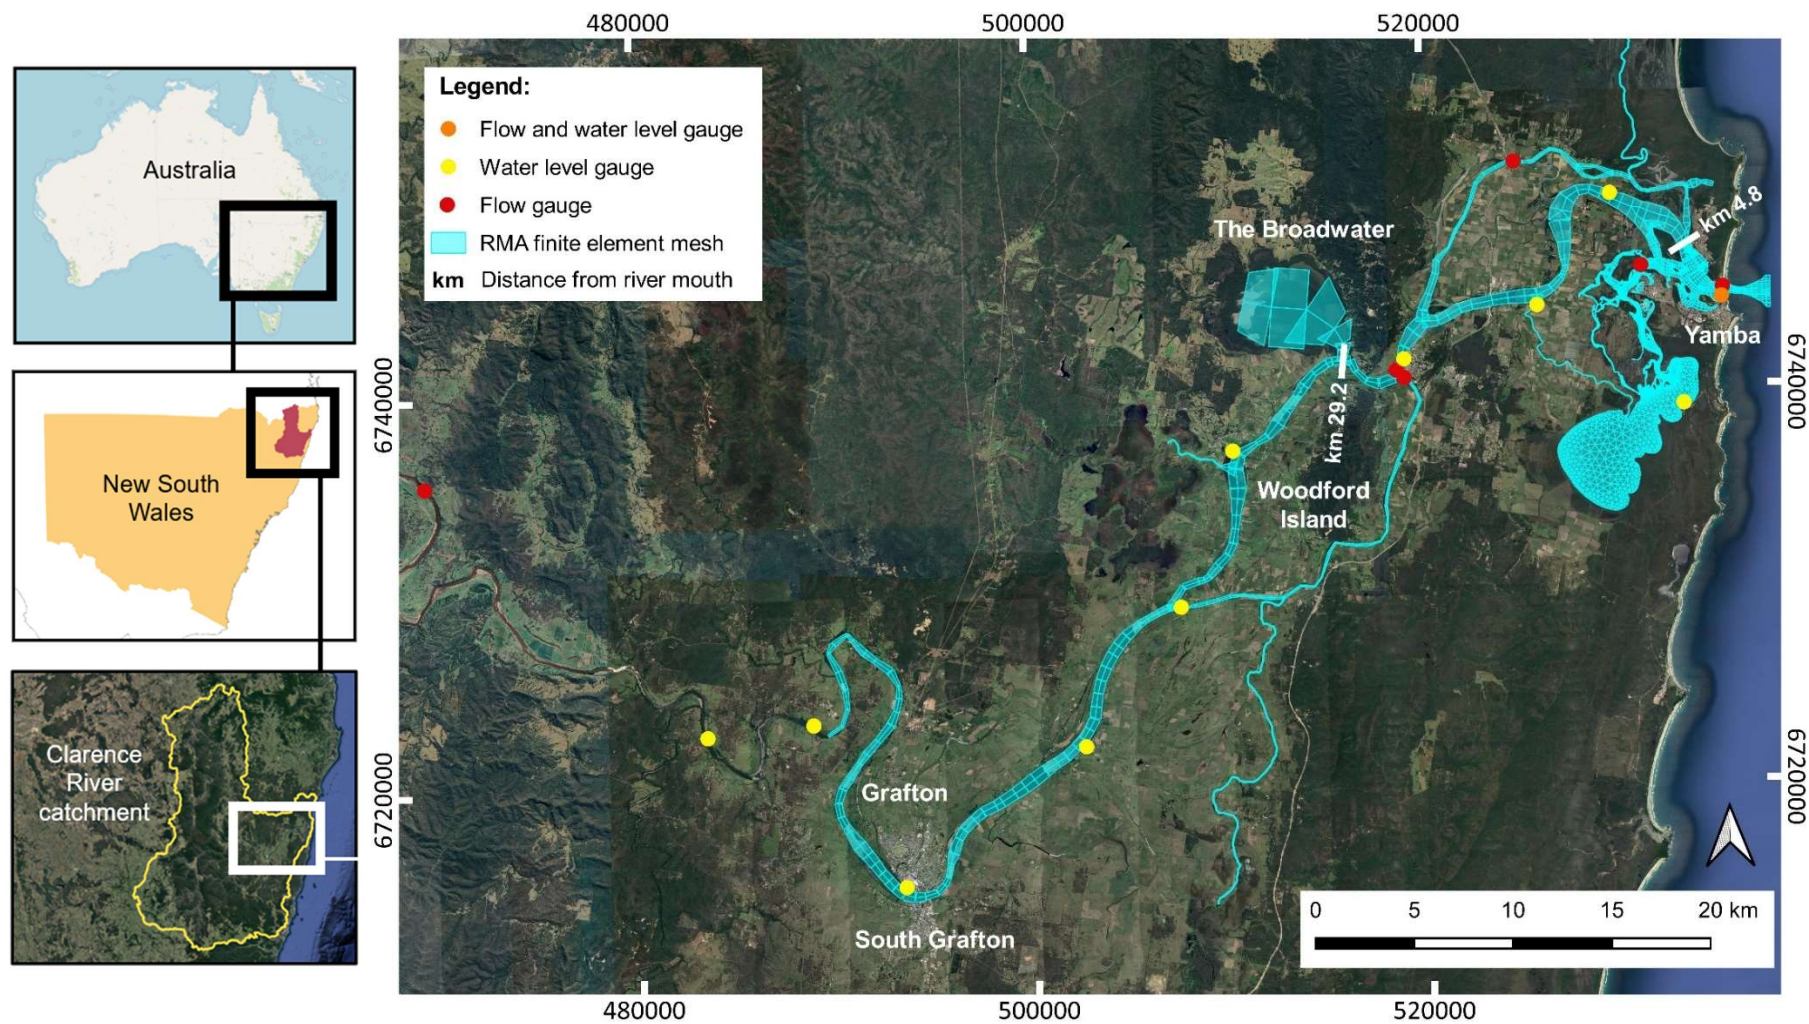 480000
500000
520000
Legend:
Flow and water level gauge
Water level gauge
Flow gauge
RMA finite element mesh
km Distance from river mouth
Australia
New South
Wales
Clarence
River
catchment
6740000
6720000
The Broadwater
km 4.8
Yamba
km 29.2
Woodford
Island
Grafton
South Grafton
6740000
6720000
0 5 10 15 20 km
480000
500000
520000